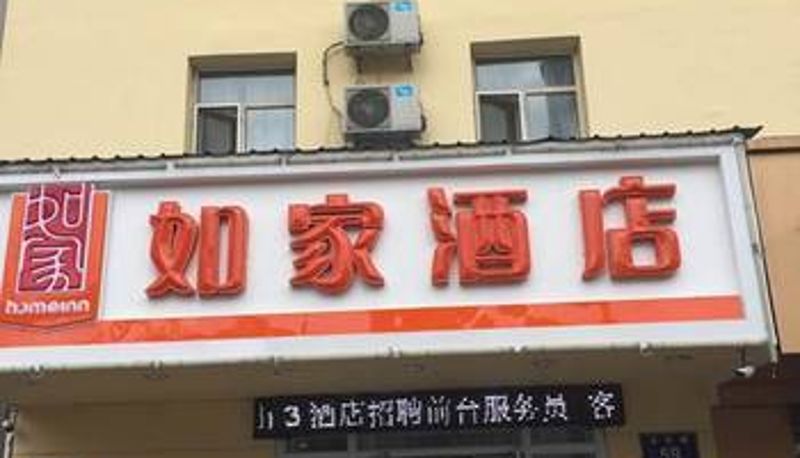 如家
homeinn
如家酒店
3 酒店招聘前台服务员 客